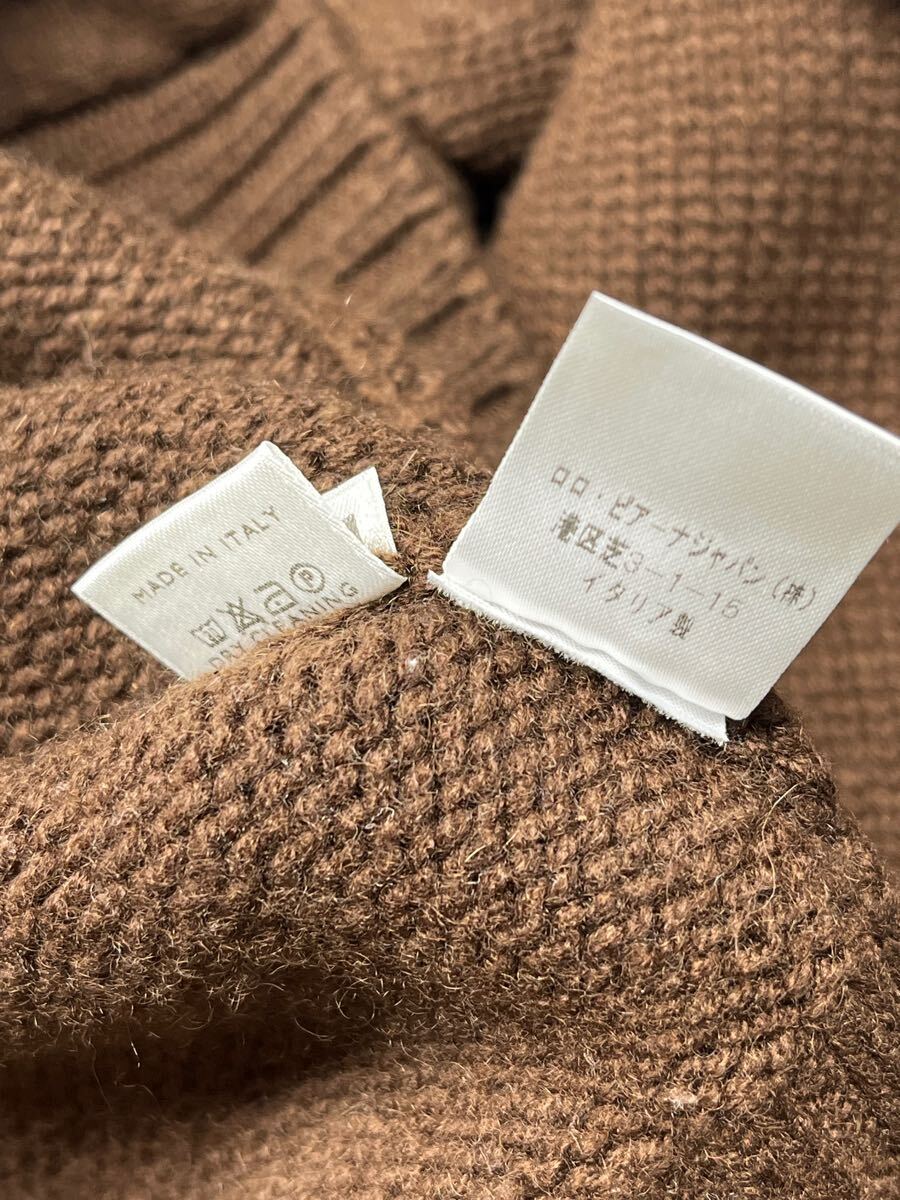 MADE IN ITALY
P
DRY CLEANING
ロロ・ピアーナジャパン(株)
港区芝3-1-15
イタリア製